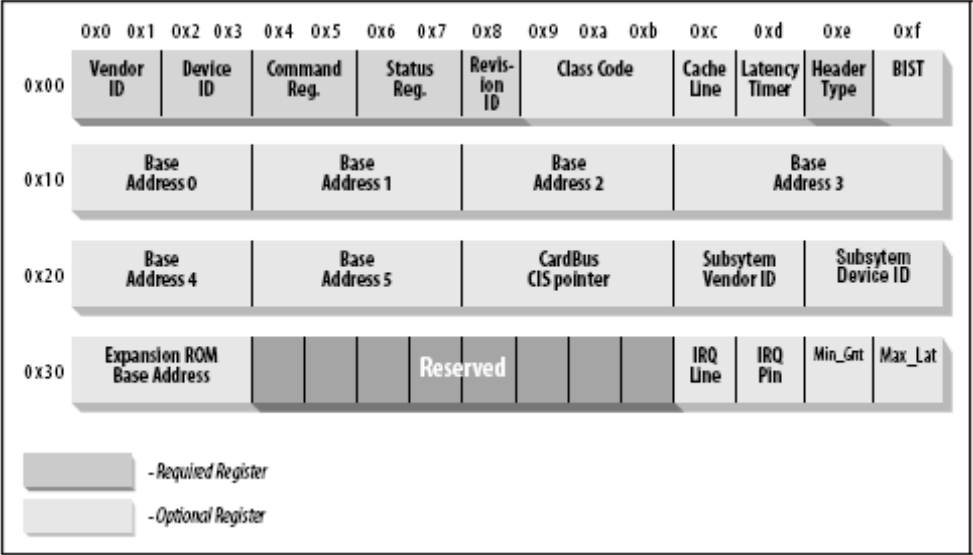 0x0 0x1 0x2 0x3 0x4 0x5 0x6 0x7 0x8 0x9 0xa 0xb 0xc 0xd 0xe 0xf
0x00
Vendor
ID
Device
ID
Command
Reg.
Status
Reg.
Revis-
ion
ID
Class Code
Cache
Line
Latency
Timer
Header
Type
BIST
0x10
Base
Address 0
Base
Address 1
Base
Address 2
Base
Address 3
0x20
Base
Address 4
Base
Address 5
CardBus
CIS pointer
Subsytem
Vendor ID
Subsytem
Device ID
0x30
Expansion ROM
Base Address
Reserved
IRQ
Line
IRQ
Pin
Min_Gnt
Max_Lat
- Required Register
- Optional Register